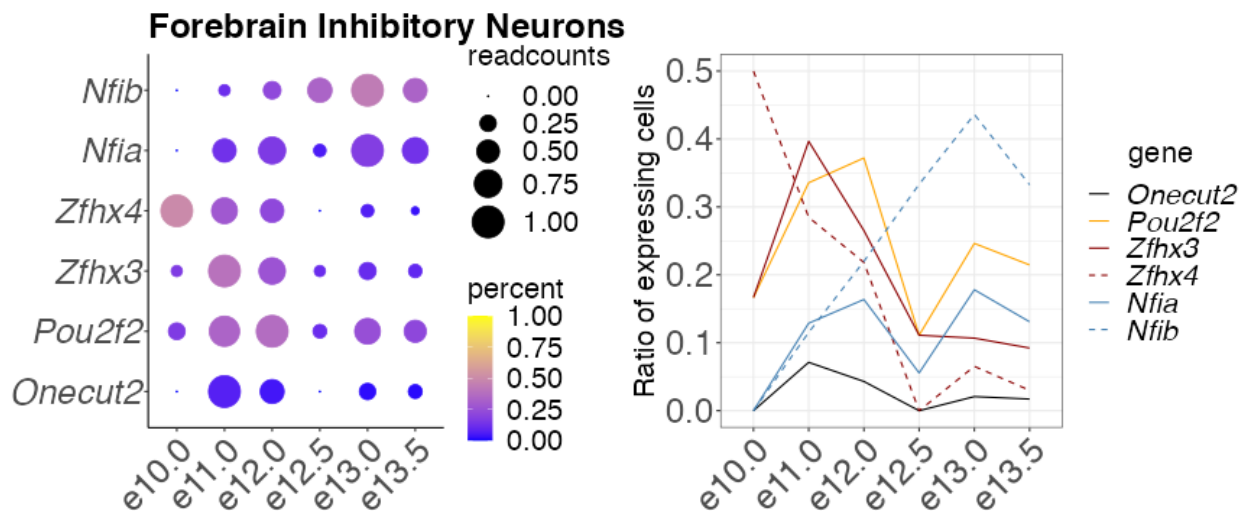 Forebrain Inhibitory Neurons
Nfib
Nfia
Zfhx4
Zfhx3
Pou2f2
Onecut2
e10.0
e11.0
e12.0
e12.5
e13.0
e13.5
readcounts
0.00
0.25
0.50
0.75
1.00
percent
1.00
0.75
0.50
0.25
0.00
Ratio of expressing cells
0.5
0.4
0.3
0.2
0.1
0.0
e10.0
e11.0
e12.0
e12.5
e13.0
e13.5
gene
Onecut2
Pou2f2
Zfhx3
Zfhx4
Nfia
Nfib